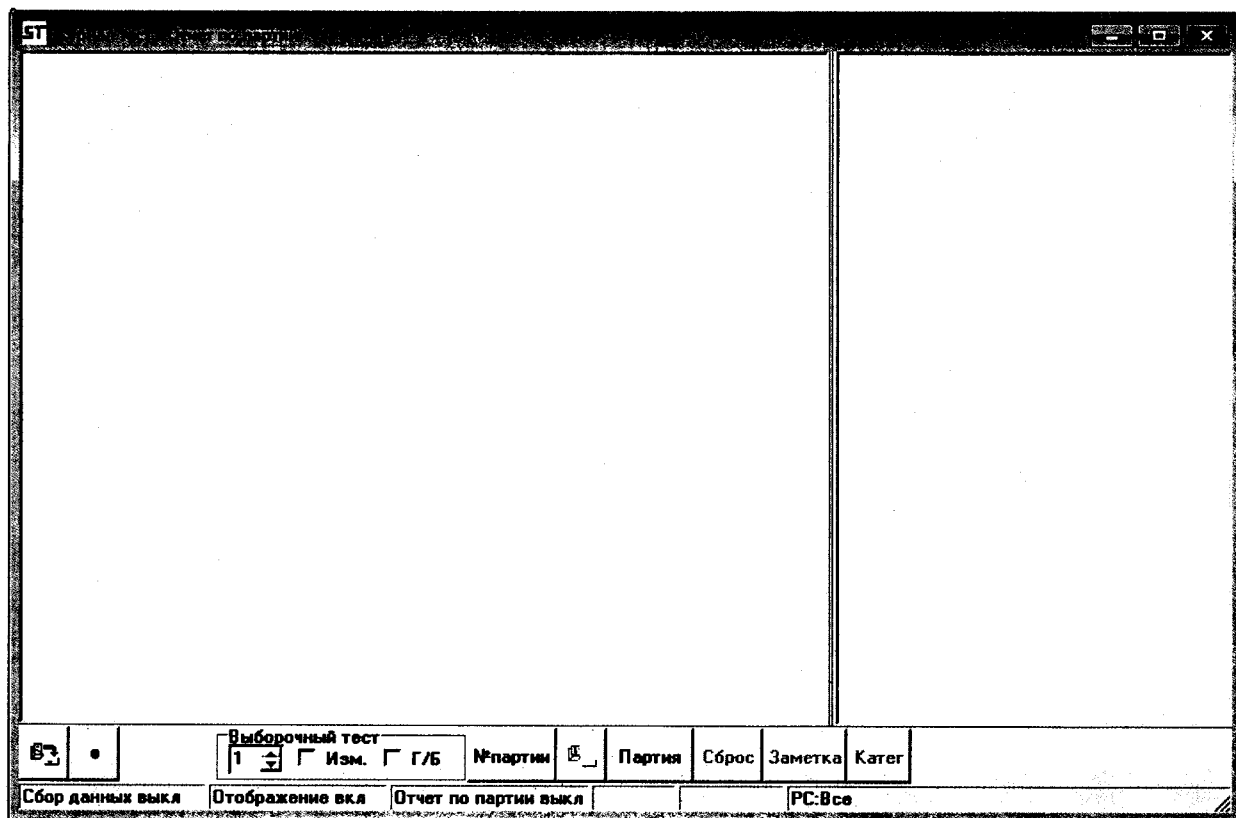 ST
Выборочный тест
1 Изм. Г/Б №партии Партия Сброс Заметка Катег
Сбор данных выкл Отображение вкл Отчет по партии выкл РС:Все